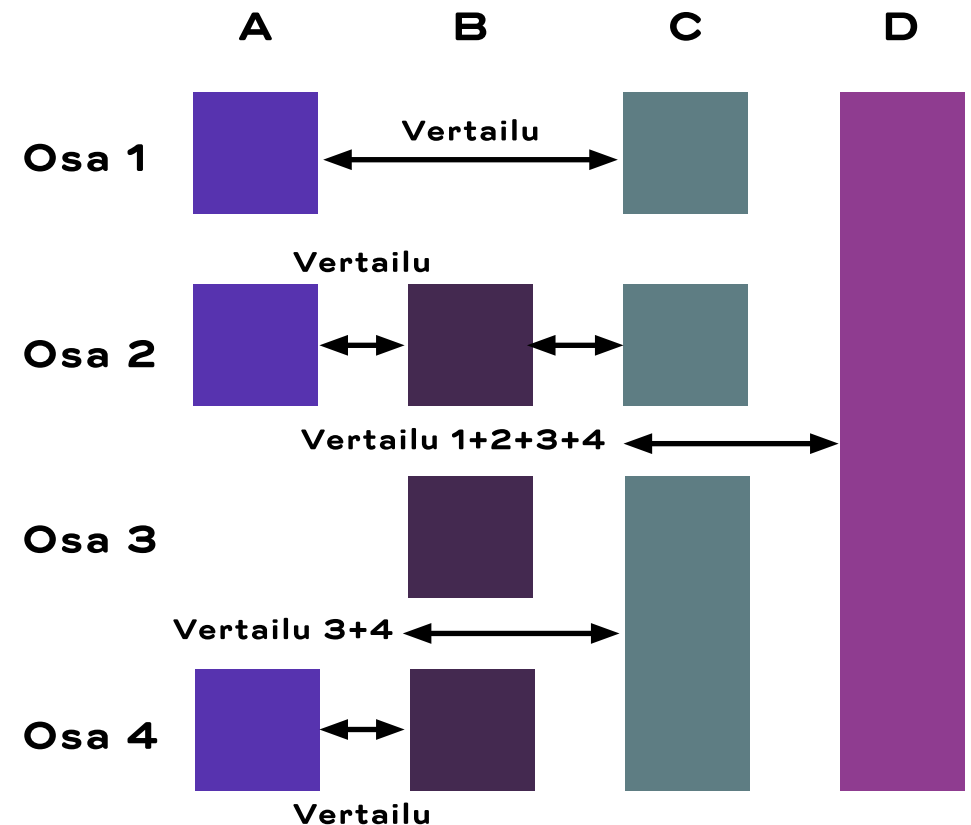 A B C D
Osa 1
Vertailu
Vertailu
Osa 2
Vertailu 1+2+3+4
Osa 3
Vertailu 3+4
Osa 4
Vertailu